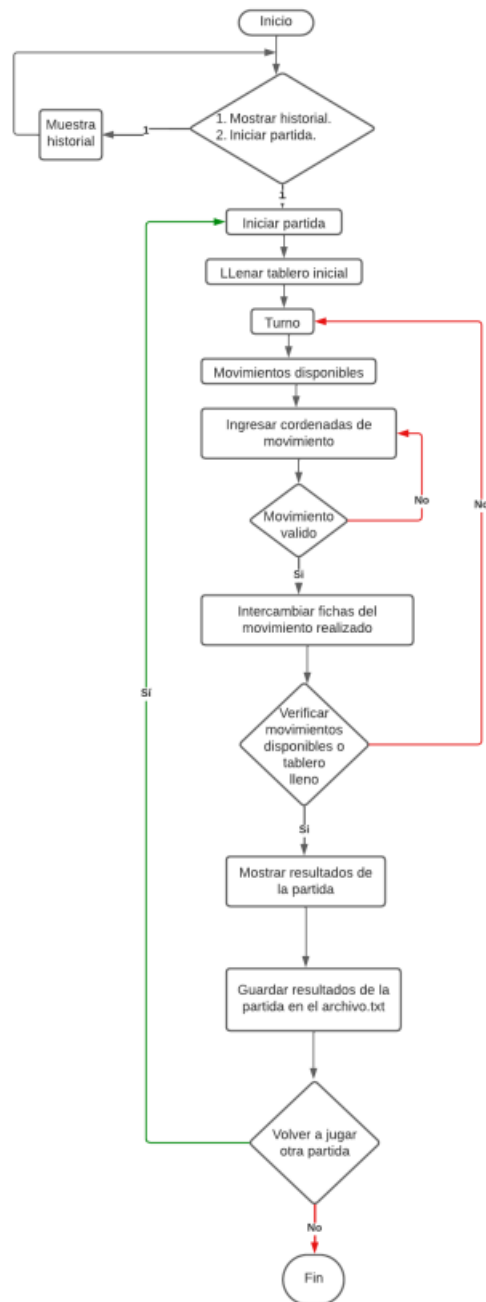 Inicio
1. Mostrar historial.
2. Iniciar partida.
1
Muestra
historial
1
Iniciar partida
LLenar tablero inicial
Turno
Movimientos disponibles
Ingresar cordenadas de
movimiento
No
No
Movimiento
valido
Si
Intercambiar fichas del
movimiento realizado
Sí
Verificar
movimientos
disponibles o
tablero
lleno
Si
Mostrar resultados de
la partida
Guardar resultados de la
partida en el archivo.txt
Volver a jugar
otra partida
No
Fin